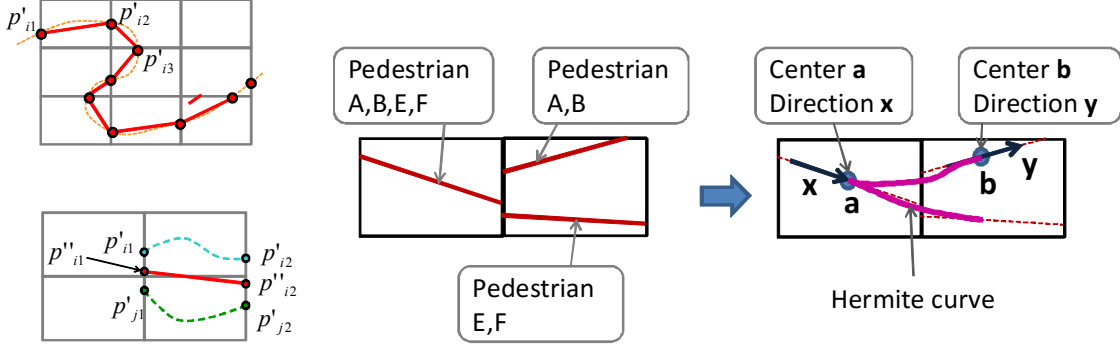 p'i1
p'i2
p'i3
p'i1
p''i1
p'i2
p''i2
p'j1
p'j2
Pedestrian
A,B,E,F
Pedestrian
A,B
Pedestrian
E,F
Center a
Direction x
Center b
Direction y
x
a
b
y
Hermite curve